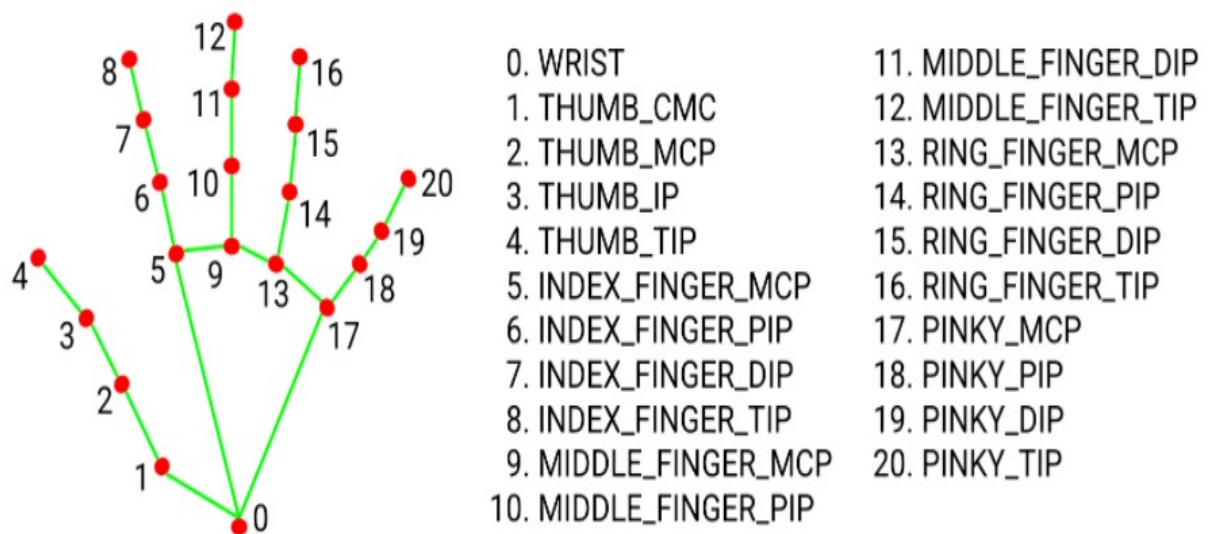 12
8
16
11
7
15
10
20
6
14
19
4
5
9
13
18
3
17
2
1
0
0. WRIST
1. THUMB_CMC
2. THUMB_MCP
3. THUMB_IP
4. THUMB_TIP
5. INDEX_FINGER_MCP
6. INDEX_FINGER_PIP
7. INDEX_FINGER_DIP
8. INDEX_FINGER_TIP
9. MIDDLE_FINGER_MCP
10. MIDDLE_FINGER_PIP
11. MIDDLE_FINGER_DIP
12. MIDDLE_FINGER_TIP
13. RING_FINGER_MCP
14. RING_FINGER_PIP
15. RING_FINGER_DIP
16. RING_FINGER_TIP
17. PINKY_MCP
18. PINKY_PIP
19. PINKY_DIP
20. PINKY_TIP